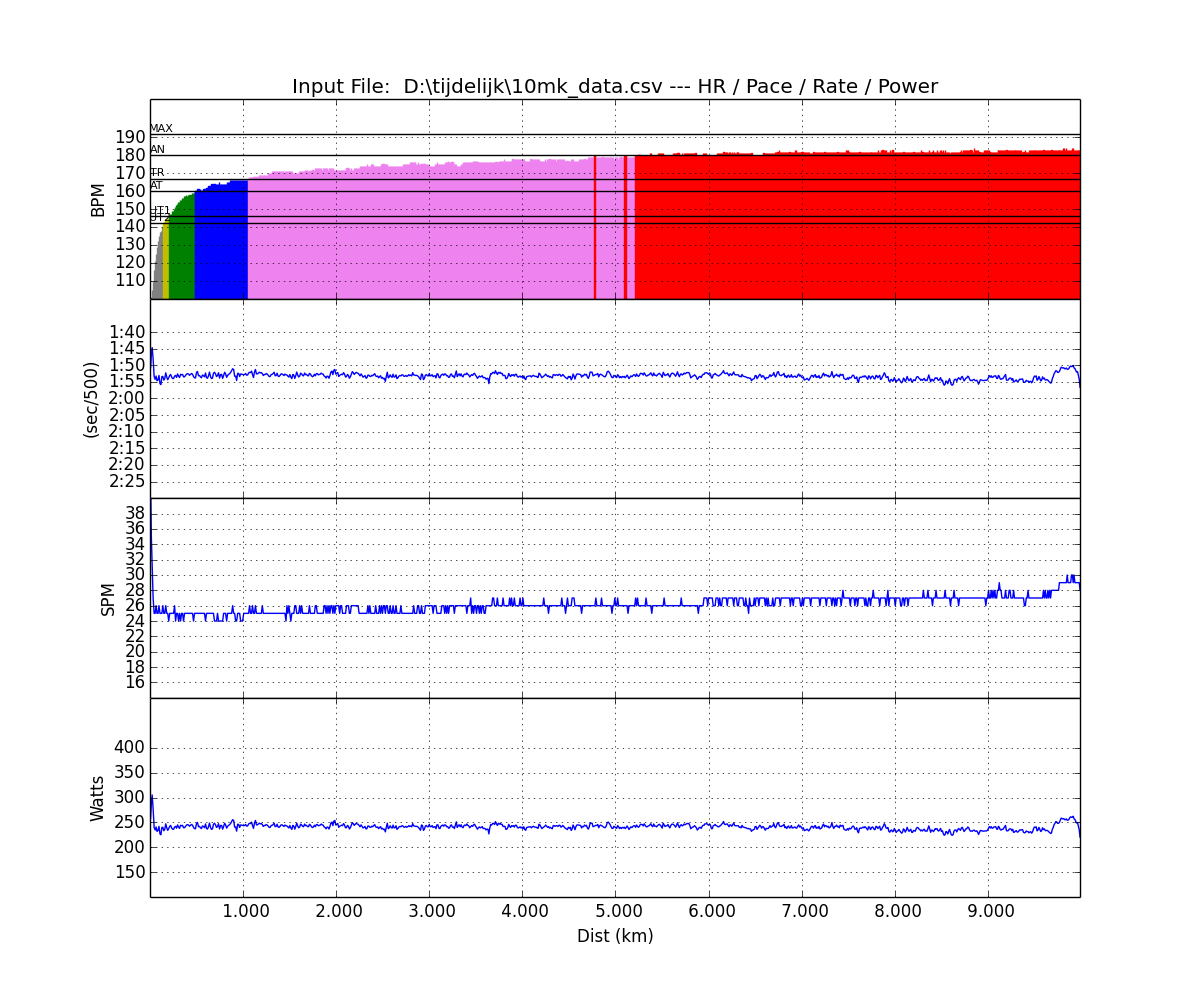 Input File:  D:\tijdelijk\10mk_data.csv --- HR / Pace / Rate / Power
MAX
190
AN
180
TR
170
AT
160
UT1
150
UT2
140
130
120
110
BPM
1:40
1:45
1:50
1:55
2:00
2:05
2:10
2:15
2:20
2:25
(sec/500)
38
36
34
32
30
28
26
24
22
20
18
16
SPM
400
350
300
250
200
150
Watts
1.000 2.000 3.000 4.000 5.000 6.000 7.000 8.000 9.000
Dist (km)